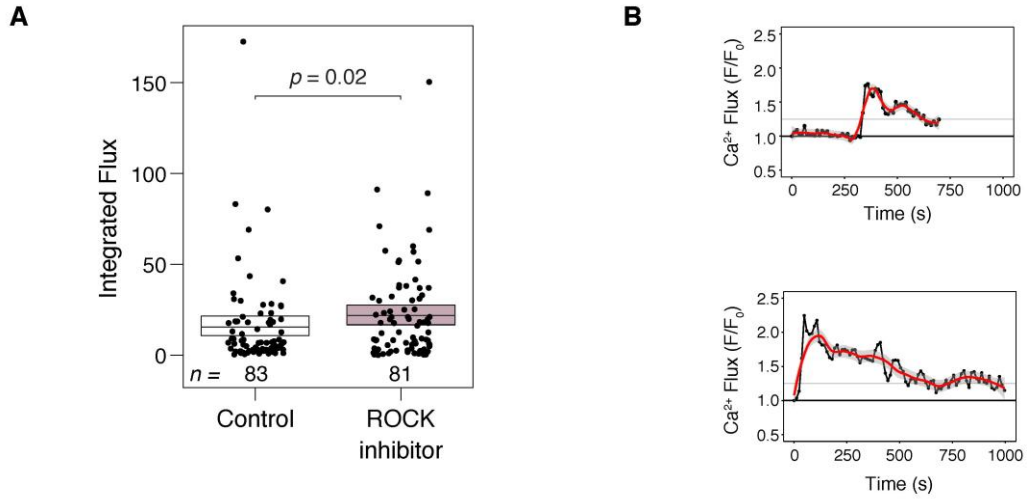 A
Integrated Flux
150
100
50
0
p = 0.02
n = 83 81
Control
ROCK
inhibitor
B
Ca²⁺ Flux (F/F₀)
2.5
2.0
1.5
1.0
0.5
0 250 500 750 1000
Time (s)
Ca²⁺ Flux (F/F₀)
2.5
2.0
1.5
1.0
0.5
0 250 500 750 1000
Time (s)